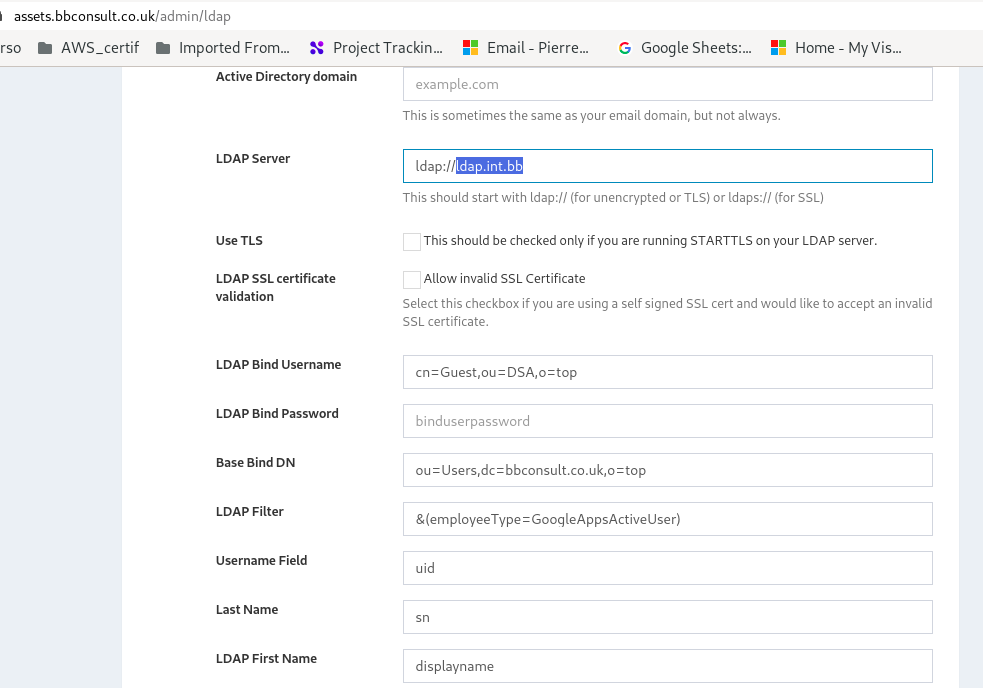 assets.bbconsult.co.uk/admin/ldap
rso AWS_certif Imported From... Project Trackin... Email - Pierre... Google Sheets:... Home - My Vis...
Active Directory domain
example.com
This is sometimes the same as your email domain, but not always.
LDAP Server
ldap://ldap.int.bb
This should start with ldap:// (for unencrypted or TLS) or ldaps:// (for SSL)
Use TLS
This should be checked only if you are running STARTTLS on your LDAP server.
LDAP SSL certificate
validation
Allow invalid SSL Certificate
Select this checkbox if you are using a self signed SSL cert and would like to accept an invalid
SSL certificate.
LDAP Bind Username
cn=Guest,ou=DSA,o=top
LDAP Bind Password
binduserpassword
Base Bind DN
ou=Users,dc=bbconsult.co.uk,o=top
LDAP Filter
&(employeeType=GoogleAppsActiveUser)
Username Field
uid
Last Name
sn
LDAP First Name
displayname